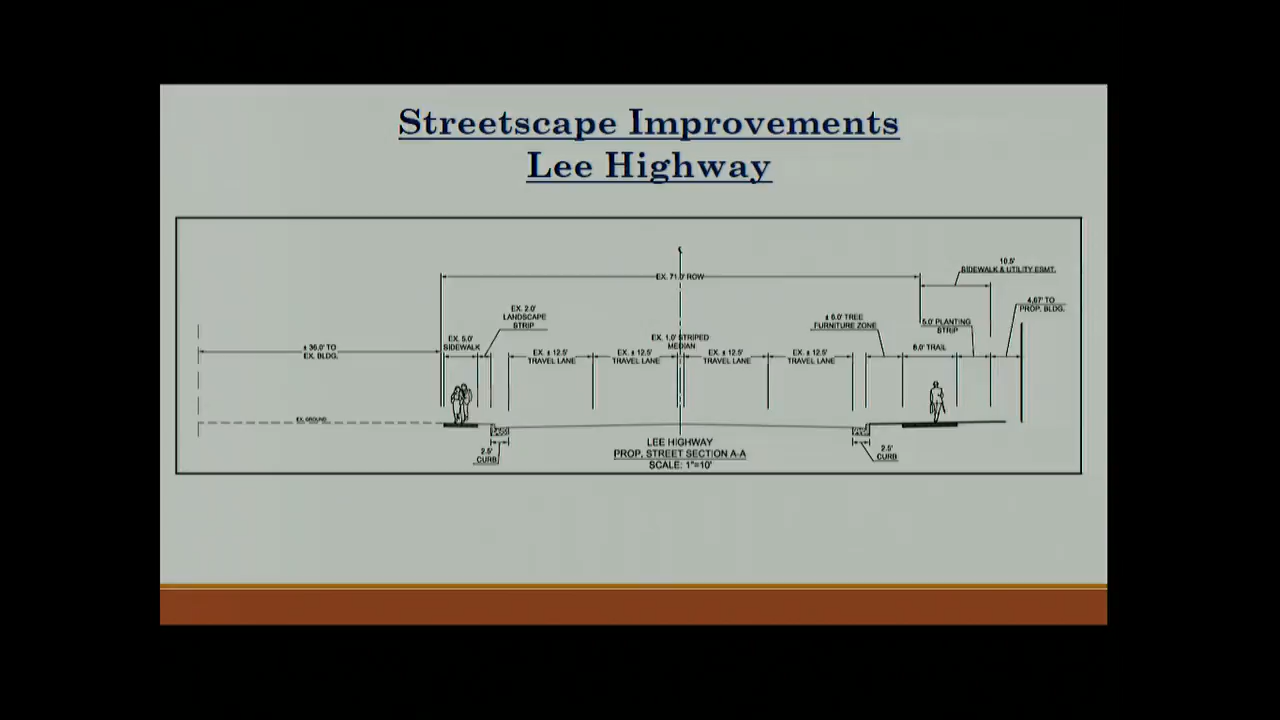 Streetscape Improvements
Lee Highway
EX. 71.0' ROW
10.5'
SIDEWALK & UTILITY ESMT.
4.67' TO
PROP. BLDG.
EX. 2.0'
LANDSCAPE
STRIP
± 6.0' TREE
FURNITURE ZONE
5.0' PLANTING
STRIP
± 36.0' TO
EX. BLDG.
EX. 5.0'
SIDEWALK
EX. ± 12.5'
TRAVEL LANE
EX. ± 12.5'
TRAVEL LANE
EX. 1.0' STRIPED
MEDIAN
EX. ± 12.5'
TRAVEL LANE
EX. ± 12.5'
TRAVEL LANE
TRAIL
EX. GROUND
2.5'
CURB
LEE HIGHWAY
PROP. STREET SECTION A-A
SCALE: 1"=10'
2.5'
CURB